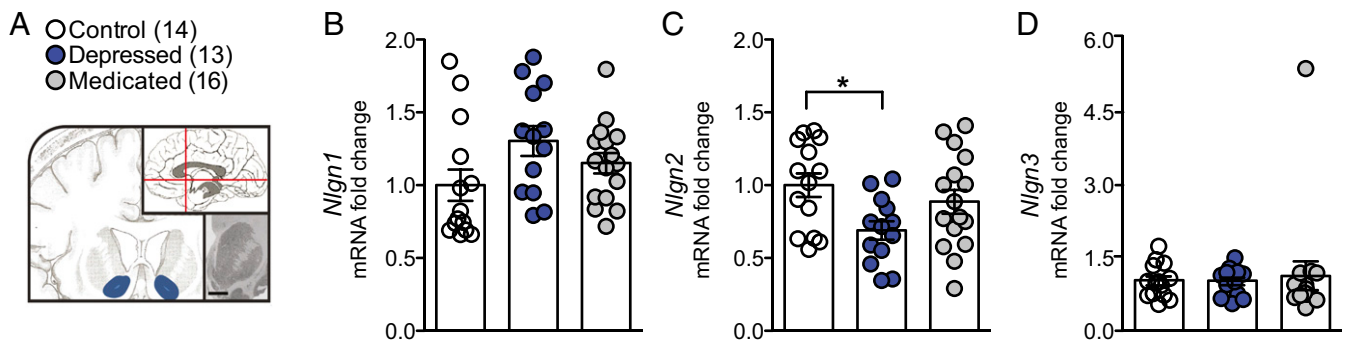 A
Control (14)
Depressed (13)
Medicated (16)
B
Nlgn1
mRNA fold change
2.0
1.5
1.0
0.5
0.0
C
Nlgn2
mRNA fold change
2.0
1.5
1.0
0.5
0.0
*
D
Nlgn3
mRNA fold change
6.0
4.5
3.0
1.5
0.0